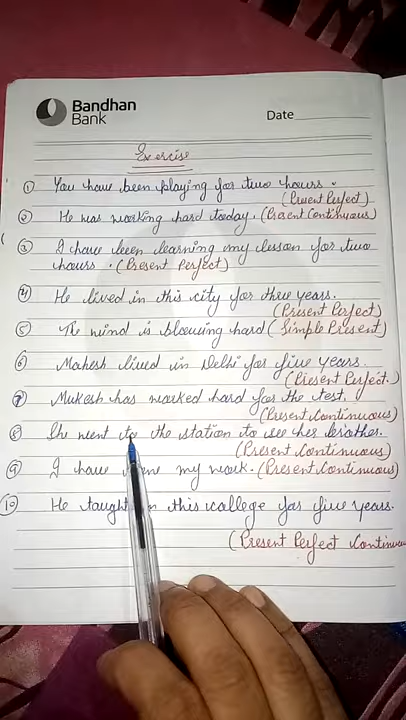 Bandhan
Bank
Date
Exercise
① You have been playing for two hours.
(Present Perfect)
② He was working hard today. (Present Continuous)
③ I have been learning my lesson for two
hours. (Present Perfect)
④ He lived in this city for three years.
(Present Perfect)
⑤ The wind is blowing hard (Simple Present)
⑥ Mahesh lived in Delhi for five years.
(Present Perfect.)
⑦ Mukesh has worked hard for the test.
(Present Continuous)
⑧ She went to the station to see her brother.
(Present Continuous)
⑨ I have my work. (Present Continuous)
⑩ He taught this college for five years.
(Present Perfect Continuou